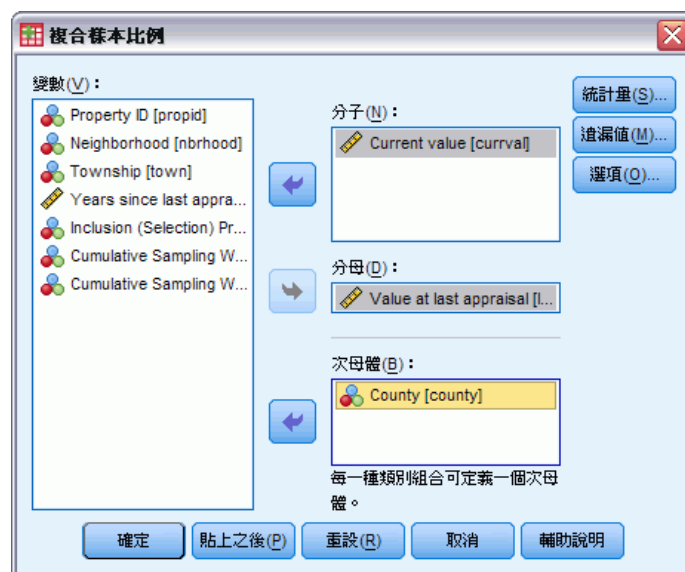 複合樣本比例
變數(V)：
Property ID [propid]
Neighborhood [nbrhood]
Township [town]
Years since last appra...
Inclusion (Selection) Pr...
Cumulative Sampling W...
Cumulative Sampling W...
分子(N)：
Current value [currval]
分母(D)：
Value at last appraisal [l...
次母體(B)：
County [county]
每一種類別組合可定義一個次母
體。
統計量(S)...
遺漏值(M)...
選項(O)...
確定
貼上之後(P)
重設(R)
取消
輔助說明